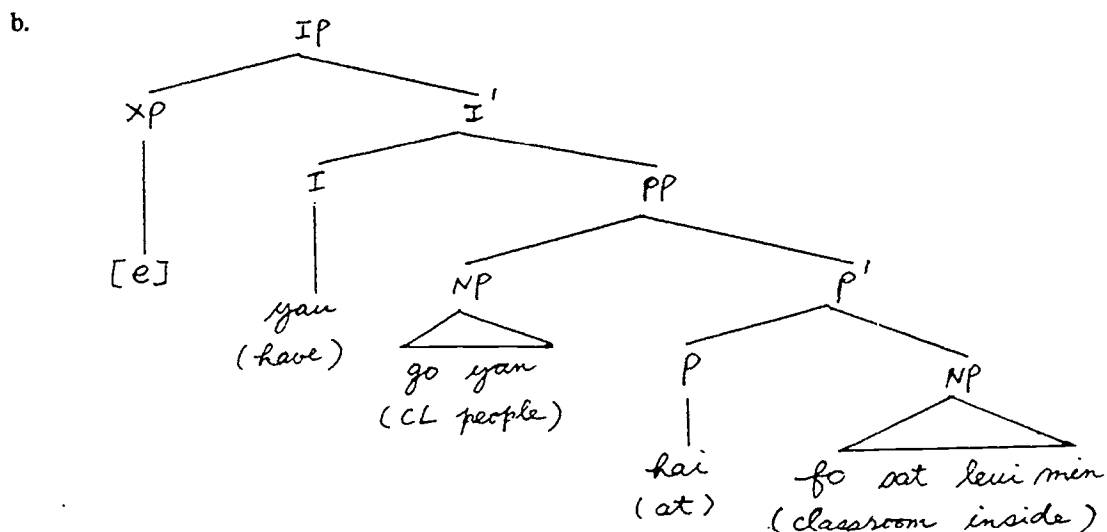 b.
IP
XP I'
I PP
[e] NP P'
yau
(have) go yan
(CL people) P NP
hai
(at) fo sat leui min
(classroom inside)